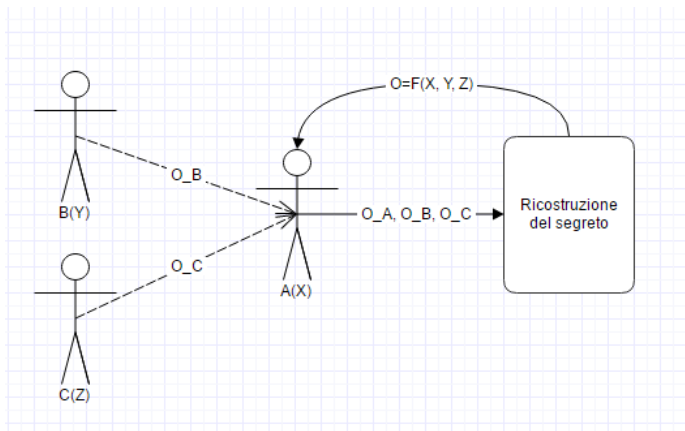 O=F(X, Y, Z)
O_B
B(Y)
O_A, O_B, O_C
Ricostruzione
del segreto
O_C
A(X)
C(Z)